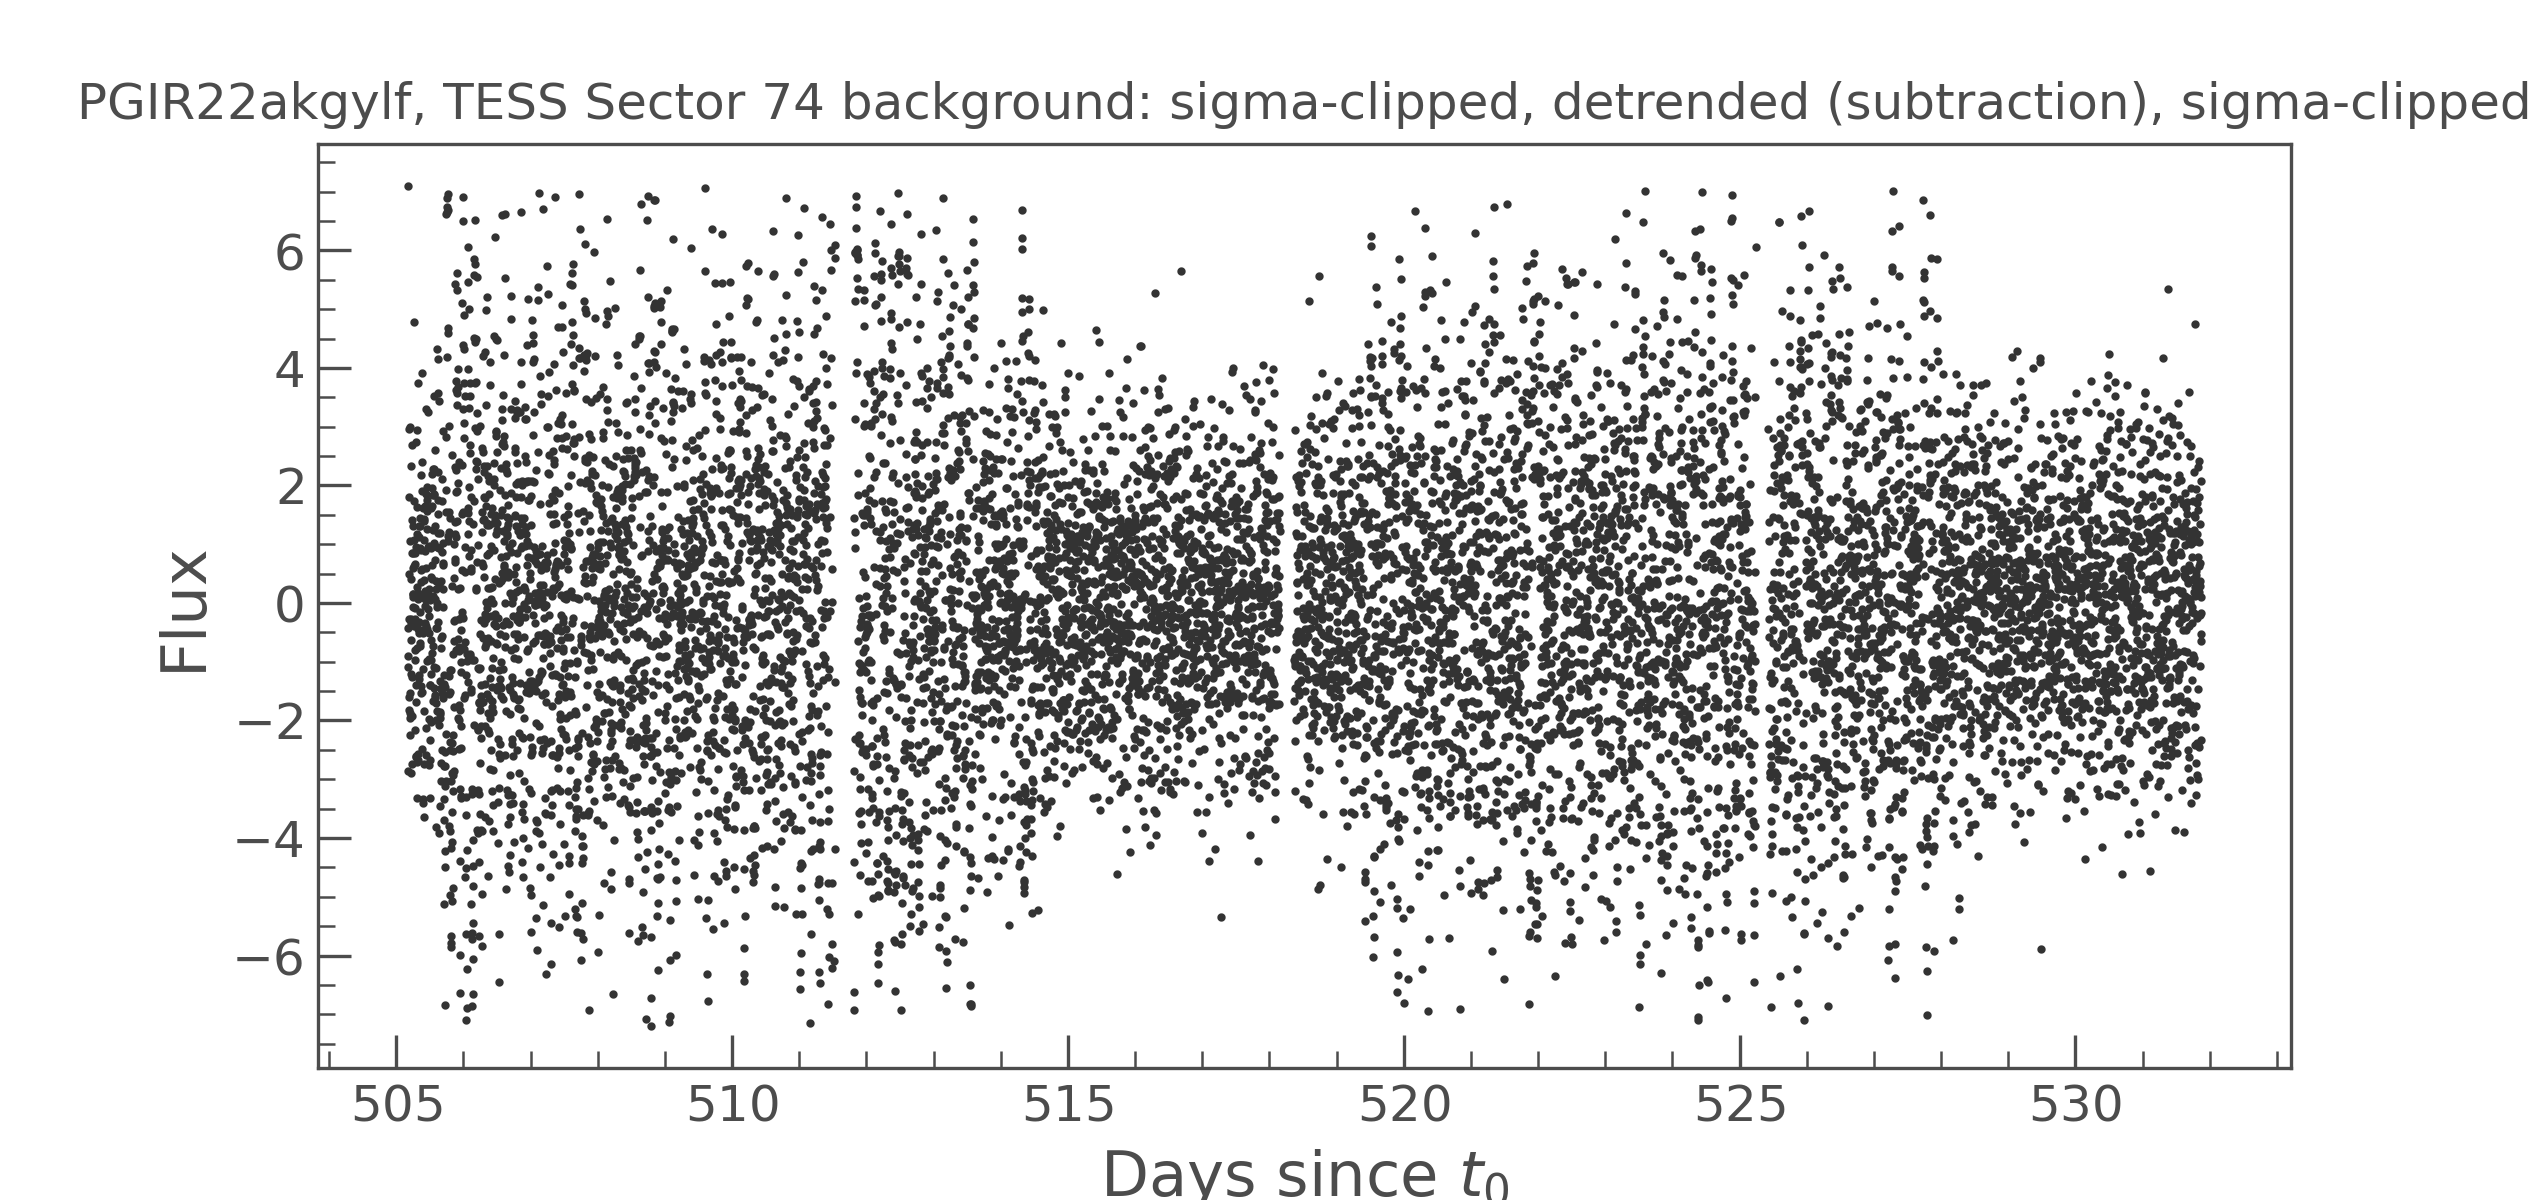 PGIR22akgylf, TESS Sector 74 background: sigma-clipped, detrended (subtraction), sigma-clipped
Flux
6
4
2
0
−2
−4
−6
505 510 515 520 525 530
Days since t₀